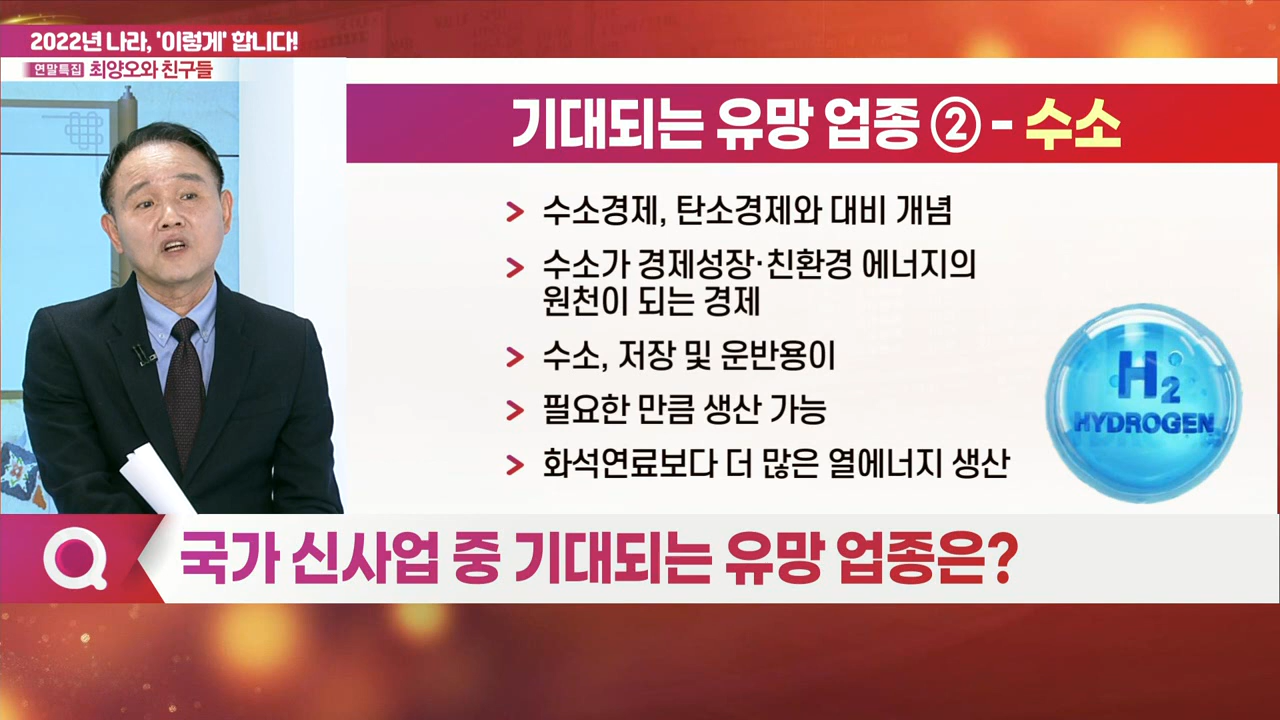 2022년 나라, '이렇게' 합니다!
연말특집 최양오와 친구들
기대되는 유망 업종 ② - 수소
수소경제, 탄소경제와 대비 개념
수소가 경제성장·친환경 에너지의
원천이 되는 경제
수소, 저장 및 운반용이
필요한 만큼 생산 가능
화석연료보다 더 많은 열에너지 생산
H2
HYDROGEN
Q 국가 신사업 중 기대되는 유망 업종은?